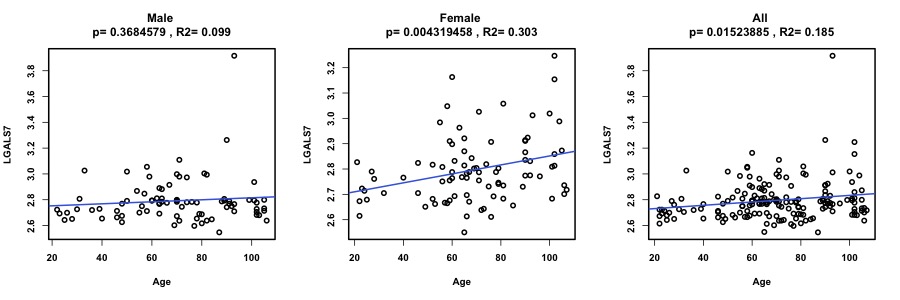 Male
p= 0.3684579 , R2= 0.099
LGALS7
3.8
3.6
3.4
3.2
3.0
2.8
2.6
20 40 60 80 100
Age
Female
p= 0.004319458 , R2= 0.303
LGALS7
3.2
3.1
3.0
2.9
2.8
2.7
2.6
20 40 60 80 100
Age
All
p= 0.01523885 , R2= 0.185
LGALS7
3.8
3.6
3.4
3.2
3.0
2.8
2.6
20 40 60 80 100
Age